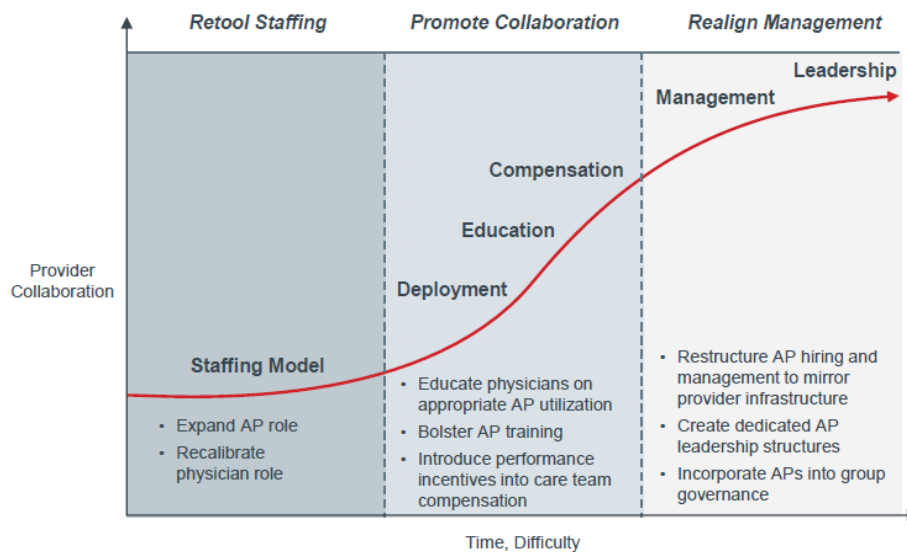 Retool Staffing
Promote Collaboration
Realign Management
Leadership
Management
Compensation
Education
Deployment
Staffing Model
Provider
Collaboration
• Expand AP role
• Recalibrate
physician role
• Educate physicians on
appropriate AP utilization
• Bolster AP training
• Introduce performance
incentives into care team
compensation
• Restructure AP hiring and
management to mirror
provider infrastructure
• Create dedicated AP
leadership structures
• Incorporate APs into group
governance
Time, Difficulty